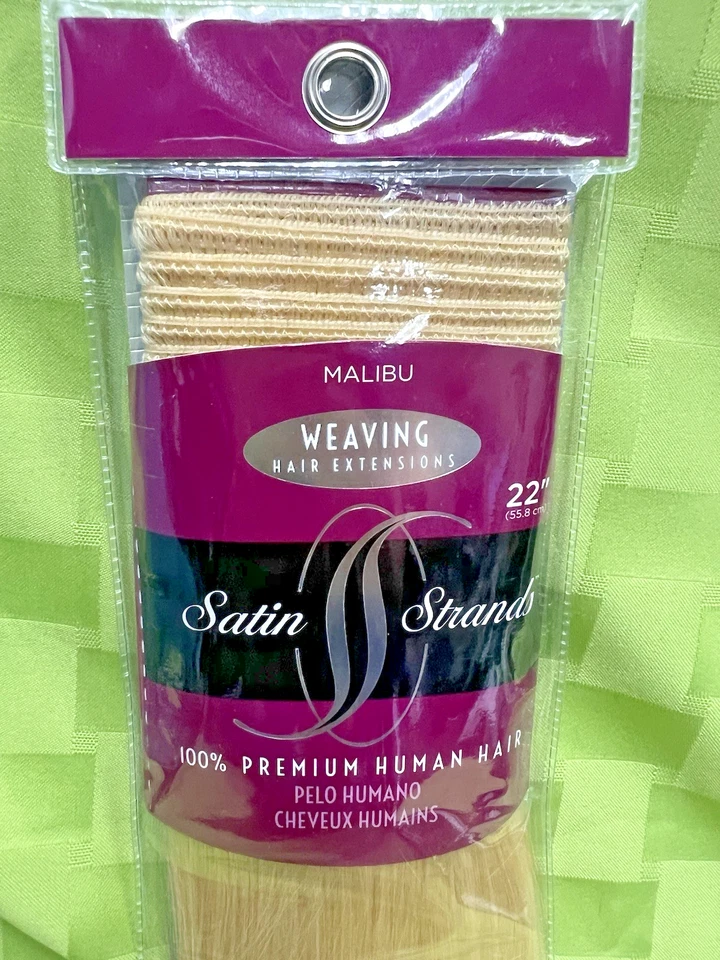 MALIBU
WEAVING
HAIR EXTENSIONS
22"
(55.8 cm)
Satin Strands
100% PREMIUM HUMAN HAIR
PELO HUMANO
CHEVEUX HUMAINS